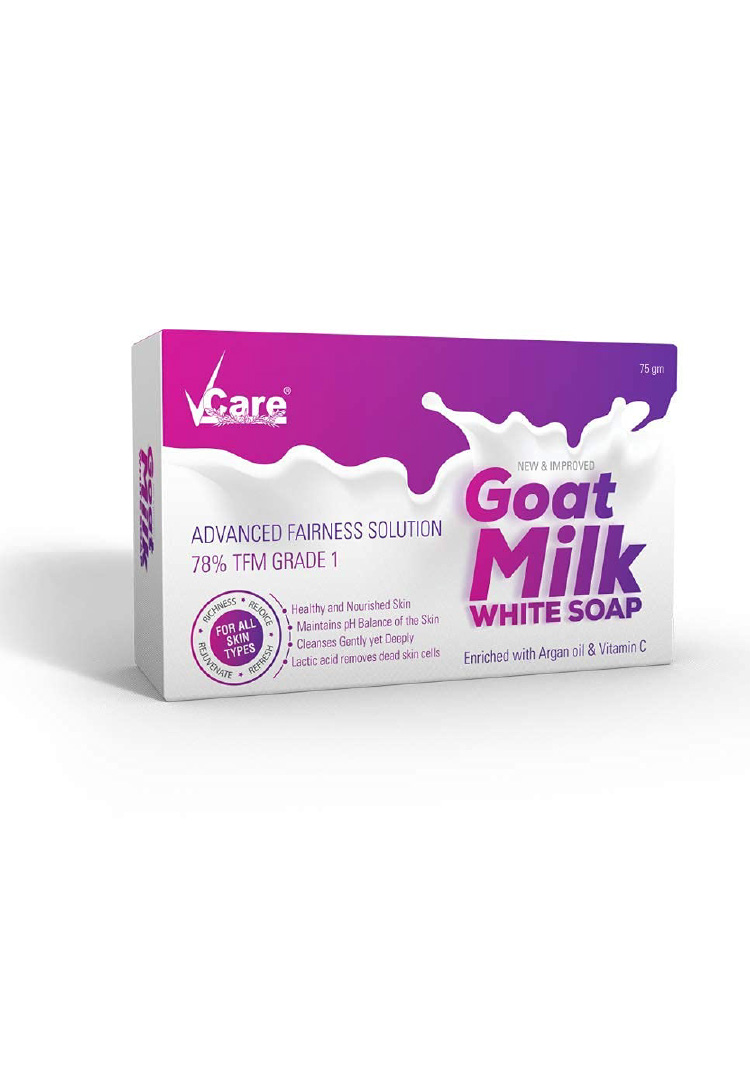 VCare®
75 gm
NEW & IMPROVED
Goat
Milk
WHITE SOAP
Enriched with Argan oil & Vitamin C
ADVANCED FAIRNESS SOLUTION
78% TFM GRADE 1
RICHNESS ★ REJOICE ★ REFRESH ★ REJUVENATE ★
FOR ALL
SKIN
TYPES
• Healthy and Nourished Skin
• Maintains pH Balance of the Skin
• Cleanses Gently yet Deeply
• Lactic acid removes dead skin cells
Goat
Milk